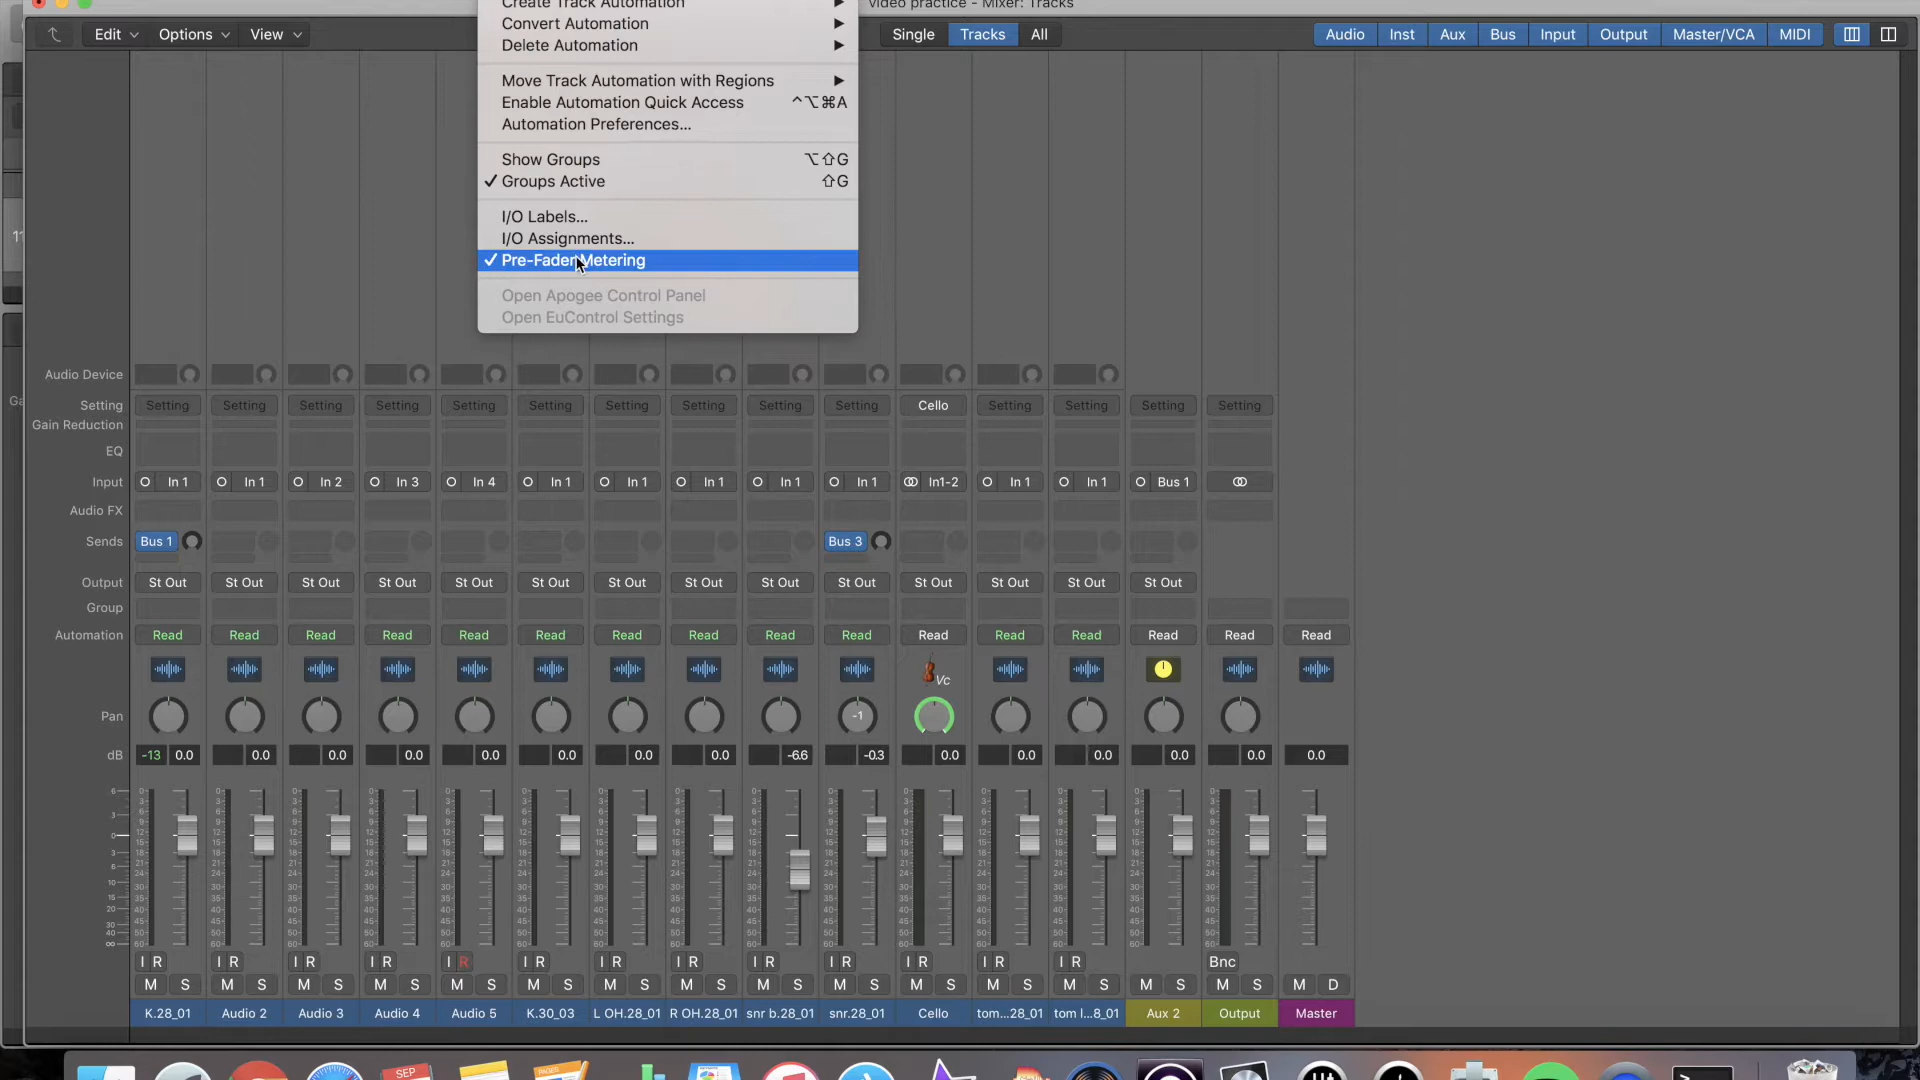 video practice - Mixer: Tracks
Create Track Automation
Convert Automation
Delete Automation
Move Track Automation with Regions
Enable Automation Quick Access ^⌥⌘A
Automation Preferences...
Show Groups ⌥⇧G
✓ Groups Active ⇧G
I/O Labels...
I/O Assignments...
✓ Pre-Fader Metering
Open Apogee Control Panel
Open EuControl Settings
Edit Options View Single Tracks All Audio Inst Aux Bus Input Output Master/VCA MIDI
Audio Device
Setting Setting Setting Setting Setting Setting Setting Setting Setting Setting Setting Cello Setting Setting Setting Setting
Gain Reduction
EQ
Input In 1 In 1 In 2 In 3 In 4 In 1 In 1 In 1 In 1 In 1 In1-2 In 1 In 1 Bus 1
Audio FX
Sends Bus 1 Bus 3
Output St Out St Out St Out St Out St Out St Out St Out St Out St Out St Out St Out St Out St Out St Out
Group
Automation Read Read Read Read Read Read Read Read Read Read Read Read Read Read Read Read
Vc
Pan -1
dB -13 0.0 0.0 0.0 0.0 0.0 0.0 0.0 0.0 -6.6 -0.3 0.0 0.0 0.0 0.0 0.0 0.0
I R I R I R I R I R I R I R I R I R I R I R I R I R Bnc
M S M S M S M S M S M S M S M S M S M S M S M S M S M S M S M D
K.28_01 Audio 2 Audio 3 Audio 4 Audio 5 K.30_03 L OH.28_01 R OH.28_01 snr b.28_01 snr.28_01 Cello tom...28_01 tom l...8_01 Aux 2 Output Master
SEP PAGES